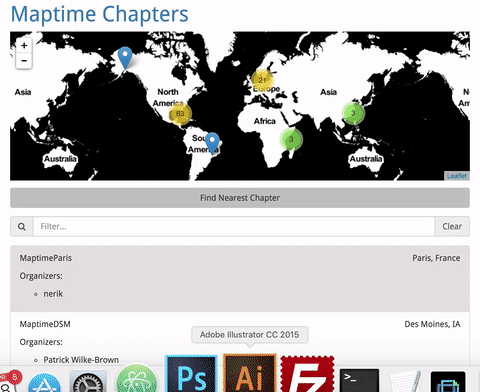 Maptime Chapters
+
−
Asia
North
America
63
21
Europe
Africa
South
America
3
3
Asia
Australia
Australia
N
Am
Leaflet
Find Nearest Chapter
Filter...
Clear
MaptimeParis
Paris, France
Organizers:
nerik
MaptimeDSM
Des Moines, IA
Organizers:
Patrick Wilke-Brown
Adobe Illustrator CC 2015
5
Ps
Ai
Fz
>_